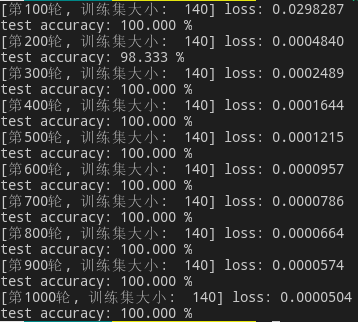 [第100轮, 训练集大小:  140] loss: 0.0298287
test accuracy: 100.000 %
[第200轮, 训练集大小:  140] loss: 0.0004840
test accuracy: 98.333 %
[第300轮, 训练集大小:  140] loss: 0.0002489
test accuracy: 100.000 %
[第400轮, 训练集大小:  140] loss: 0.0001644
test accuracy: 100.000 %
[第500轮, 训练集大小:  140] loss: 0.0001215
test accuracy: 100.000 %
[第600轮, 训练集大小:  140] loss: 0.0000957
test accuracy: 100.000 %
[第700轮, 训练集大小:  140] loss: 0.0000786
test accuracy: 100.000 %
[第800轮, 训练集大小:  140] loss: 0.0000664
test accuracy: 100.000 %
[第900轮, 训练集大小:  140] loss: 0.0000574
test accuracy: 100.000 %
[第1000轮, 训练集大小:  140] loss: 0.0000504
test accuracy: 100.000 %